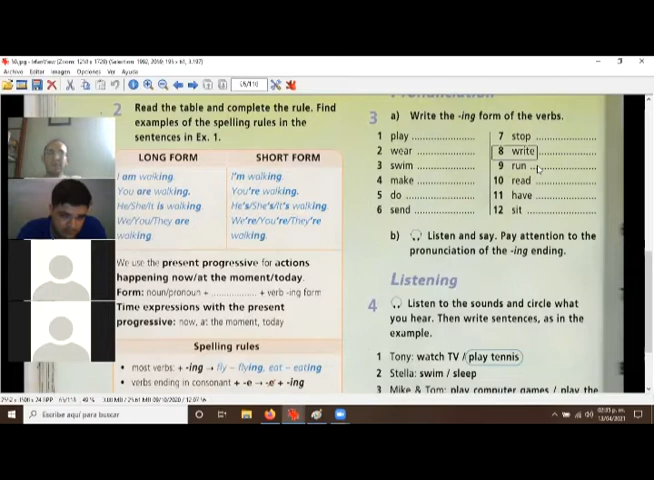 Archivo Editar Imagen Opciones Ver Ayuda
2 Read the table and complete the rule. Find
examples of the spelling rules in the
sentences in Ex. 1.
LONG FORM SHORT FORM
I am walking. I'm walking.
You are walking. You're walking.
He/She/It is walking. He's/She's/It's walking.
We/You/They are We're/You're/They're
walking walking.
We use the present progressive for actions
happening now/at the moment/today.
Form: noun/pronoun + .................. + verb -ing form
Time expressions with the present
progressive: now, at the moment, today
Spelling rules
• most verbs: + -ing → fly – flying, eat – eating
• verbs ending in consonant + -e → -e + -ing
3 a) Write the -ing form of the verbs.
1 play ..................... 7 stop .....................
2 wear ..................... 8 write .....................
3 swim ..................... 9 run .....................
4 make ..................... 10 read .....................
5 do ..................... 11 have .....................
6 send ..................... 12 sit .....................
b) Listen and say. Pay attention to the
pronunciation of the -ing ending.
Listening
4 Listen to the sounds and circle what
you hear. Then write sentences, as in the
example.
1 Tony: watch TV / play tennis
2 Stella: swim / sleep
3 Mike & Tom: play computer games / play the
Escribe aquí para buscar
02:05 p. m.
13/04/2021